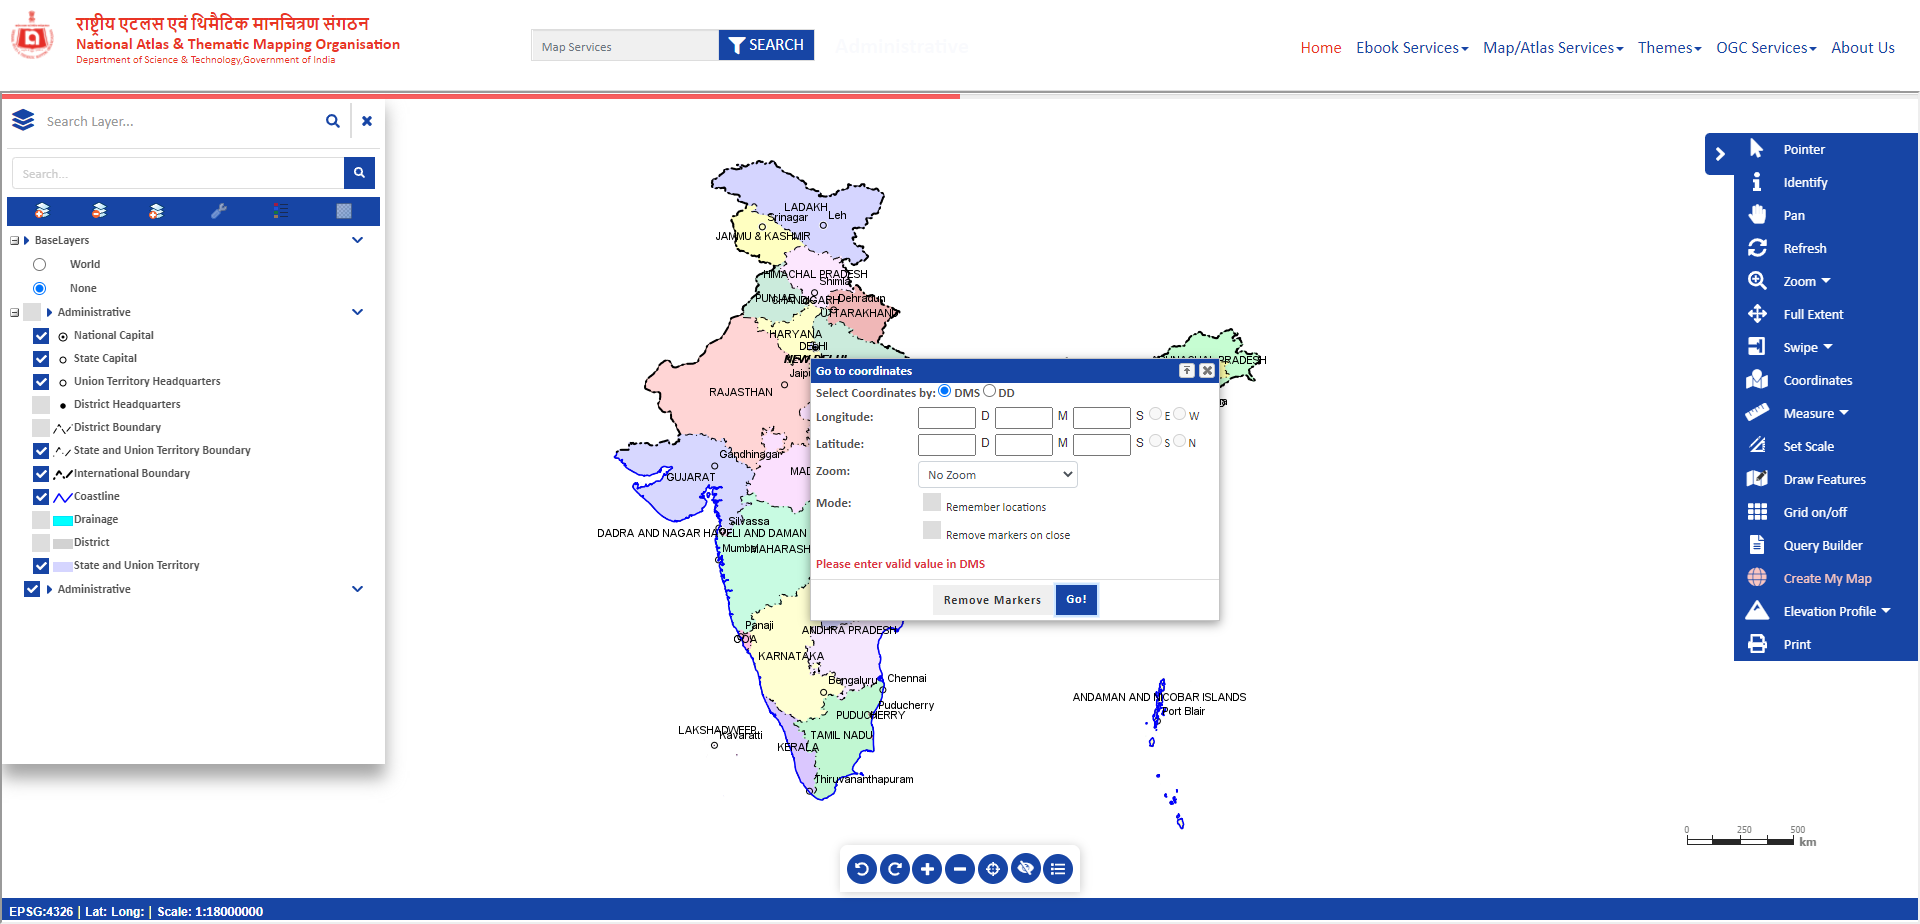 राष्ट्रीय एटलस एवं थिमैटिक मानचित्रण संगठन
National Atlas & Thematic Mapping Organisation
Department of Science & Technology,Government of India
Map Services
SEARCH
Administrative
Home
Ebook Services
Map/Atlas Services
Themes
OGC Services
About Us
Search Layer...
Search...
BaseLayers
World
None
Administrative
National Capital
State Capital
Union Territory Headquarters
District Headquarters
District Boundary
State and Union Territory Boundary
International Boundary
Coastline
Drainage
District
State and Union Territory
Administrative
LADAKH
Srinagar
Leh
JAMMU & KASHMIR
HIMACHAL PRADESH
Shimla
PUNJAB
CHANDIGARH
Dehradun
UTTARAKHAND
HARYANA
DELHI
NEW DELHI
RAJASTHAN
Gandhinagar
GUJARAT
Silvassa
DADRA AND NAGAR HAVELI AND DAMAN
Mumbai
Panaji
GOA
ANDHRA PRADESH
KARNATAKA
Bengaluru
Chennai
Puducherry
PUDUCHERRY
LAKSHADWEEP
Kavaratti
TAMIL NADU
KERALA
Thiruvananthapuram
ANDAMAN AND NICOBAR ISLANDS
Port Blair
Go to coordinates
Select Coordinates by: DMS DD
Longitude: D M S E W
Latitude: D M S S N
Zoom: No Zoom
Mode: Remember locations
Remove markers on close
Please enter valid value in DMS
Remove Markers Go!
Pointer
Identify
Pan
Refresh
Zoom
Full Extent
Swipe
Coordinates
Measure
Set Scale
Draw Features
Grid on/off
Query Builder
Create My Map
Elevation Profile
Print
0 250 500
km
EPSG:4326 | Lat: Long: | Scale: 1:18000000